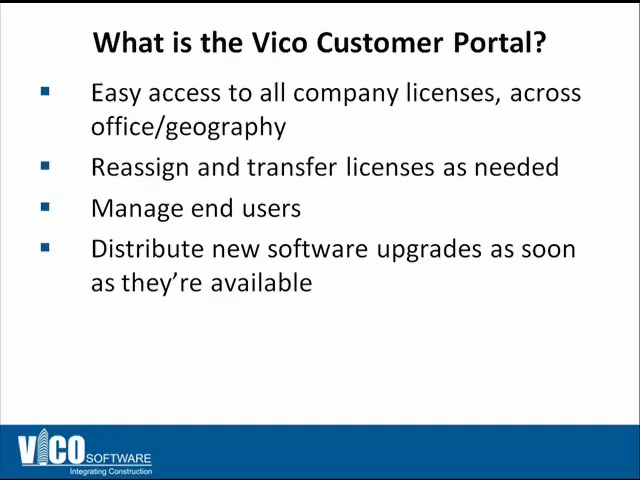 What is the Vico Customer Portal?
Easy access to all company licenses, across
office/geography
Reassign and transfer licenses as needed
Manage end users
Distribute new software upgrades as soon
as they're available
VICO SOFTWARE
Integrating Construction